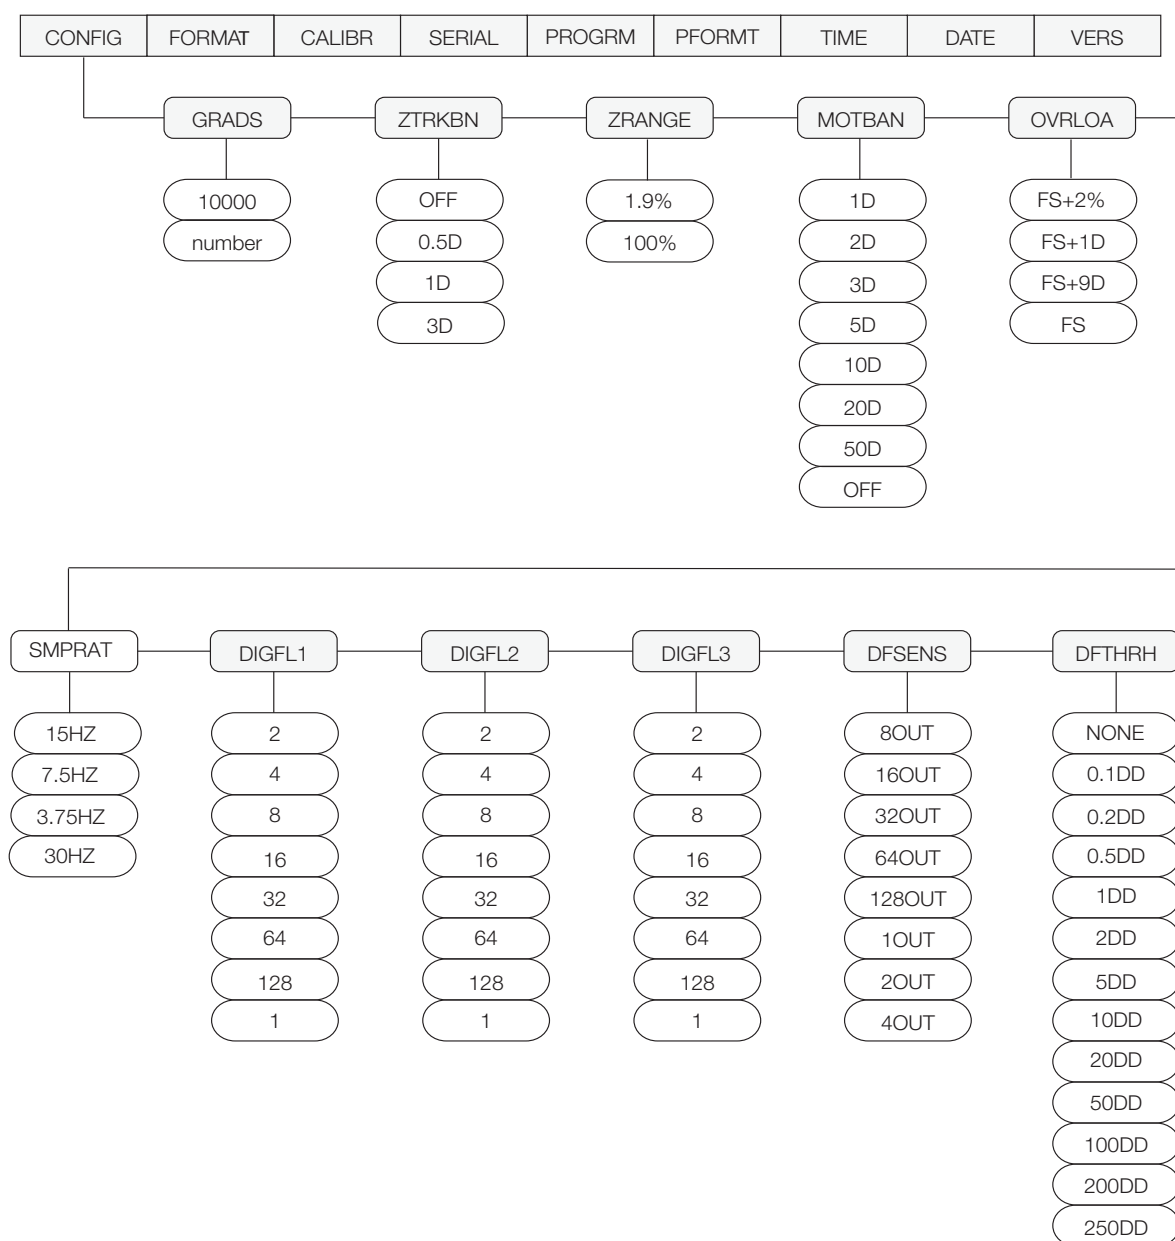 CONFIG FORMAT CALIBR SERIAL PROGRM PFORMT TIME DATE VERS
GRADS ZTRKBN ZRANGE MOTBAN OVRLOA
10000 OFF 1.9% 1D FS+2%
number 0.5D 100% 2D FS+1D
1D 3D FS+9D
3D 5D FS
10D
20D
50D
OFF
SMPRAT DIGFL1 DIGFL2 DIGFL3 DFSENS DFTHRH
15HZ 2 2 2 8OUT NONE
7.5HZ 4 4 4 16OUT 0.1DD
3.75HZ 8 8 8 32OUT 0.2DD
30HZ 16 16 16 64OUT 0.5DD
32 32 32 128OUT 1DD
64 64 64 1OUT 2DD
128 128 128 2OUT 5DD
1 1 1 4OUT 10DD
20DD
50DD
100DD
200DD
250DD